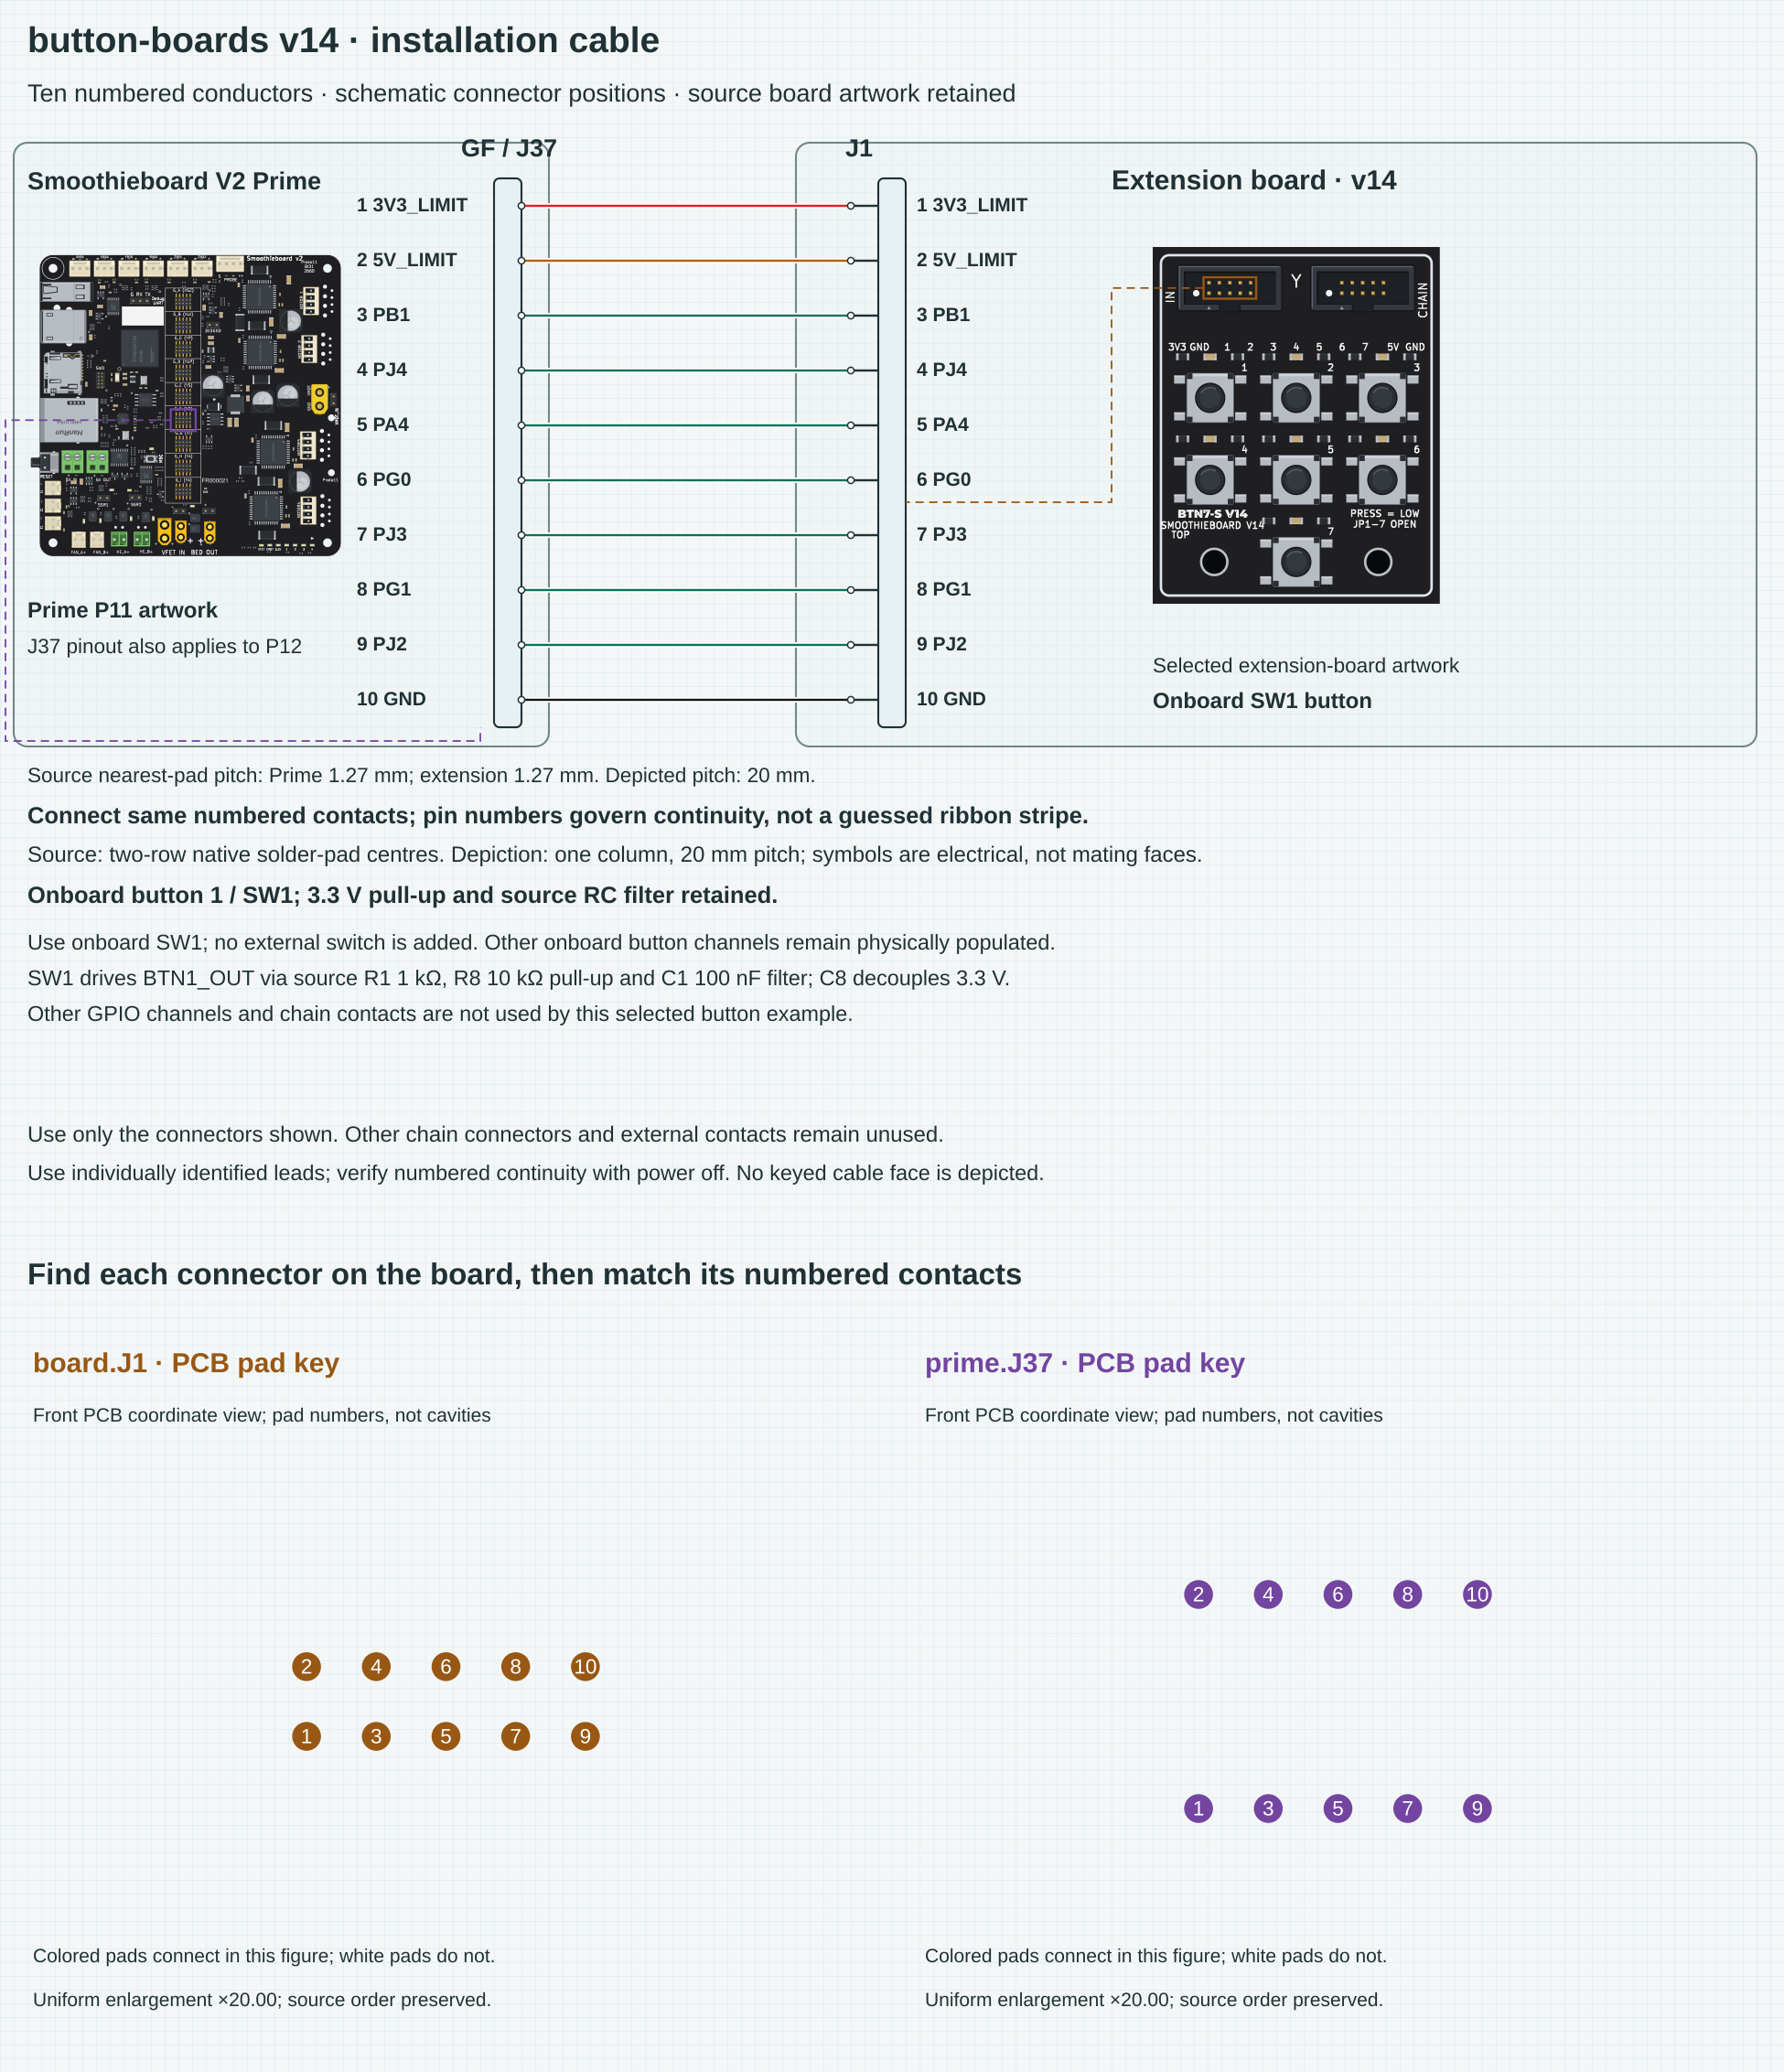 button-boards v14 · installation cable
Ten numbered conductors · schematic connector positions · source board artwork retained
GF / J37
J1
Smoothieboard V2 Prime
Extension board · v14
1 3V3_LIMIT
2 5V_LIMIT
3 PB1
4 PJ4
5 PA4
6 PG0
7 PJ3
8 PG1
9 PJ2
10 GND
1 3V3_LIMIT
2 5V_LIMIT
3 PB1
4 PJ4
5 PA4
6 PG0
7 PJ3
8 PG1
9 PJ2
10 GND
Smoothieboard v2
HanRun
RESET
VFET IN
BED OUT
Prime P11 artwork
J37 pinout also applies to P12
IN
Y
CHAIN
3V3 GND 1 2 3 4 5 6 7 5V GND
1
2
3
4
5
6
BTN7-S V14
SMOOTHIEBOARD V14
TOP
PRESS = LOW
JP1-7 OPEN
7
Selected extension-board artwork
Onboard SW1 button
Source nearest-pad pitch: Prime 1.27 mm; extension 1.27 mm. Depicted pitch: 20 mm.
Connect same numbered contacts; pin numbers govern continuity, not a guessed ribbon stripe.
Source: two-row native solder-pad centres. Depiction: one column, 20 mm pitch; symbols are electrical, not mating faces.
Onboard button 1 / SW1; 3.3 V pull-up and source RC filter retained.
Use onboard SW1; no external switch is added. Other onboard button channels remain physically populated.
SW1 drives BTN1_OUT via source R1 1 kΩ, R8 10 kΩ pull-up and C1 100 nF filter; C8 decouples 3.3 V.
Other GPIO channels and chain contacts are not used by this selected button example.
Use only the connectors shown. Other chain connectors and external contacts remain unused.
Use individually identified leads; verify numbered continuity with power off. No keyed cable face is depicted.
Find each connector on the board, then match its numbered contacts
board.J1 · PCB pad key
Front PCB coordinate view; pad numbers, not cavities
2 4 6 8 10
1 3 5 7 9
Colored pads connect in this figure; white pads do not.
Uniform enlargement ×20.00; source order preserved.
prime.J37 · PCB pad key
Front PCB coordinate view; pad numbers, not cavities
2 4 6 8 10
1 3 5 7 9
Colored pads connect in this figure; white pads do not.
Uniform enlargement ×20.00; source order preserved.